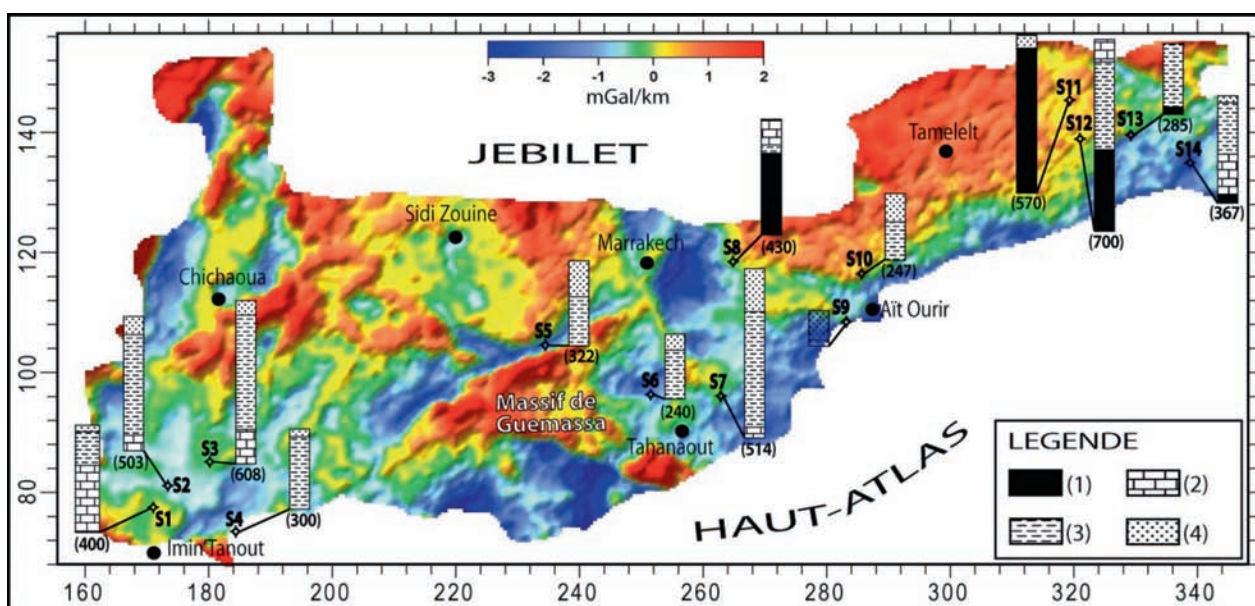 -3 -2 -1 0 1 2
mGal/km
140
120
100
80
160 180 200 220 240 260 280 300 320 340
JEBILET
HAUT-ATLAS
Tamelelt
Sidi Zouine
Marrakech
Chichaoua
Aït Ourir
Massif de
Guemassa
Tahanaout
Imin Tanout
S11
S12
S13
S14
(285)
(570)
(700)
(367)
S8
(430)
S10
(247)
S9
S5
(322)
S6
(240)
S7
(514)
S3
(608)
(503)
S2
S1
(400)
S4
(300)
LEGENDE
(1) (2)
(3) (4)